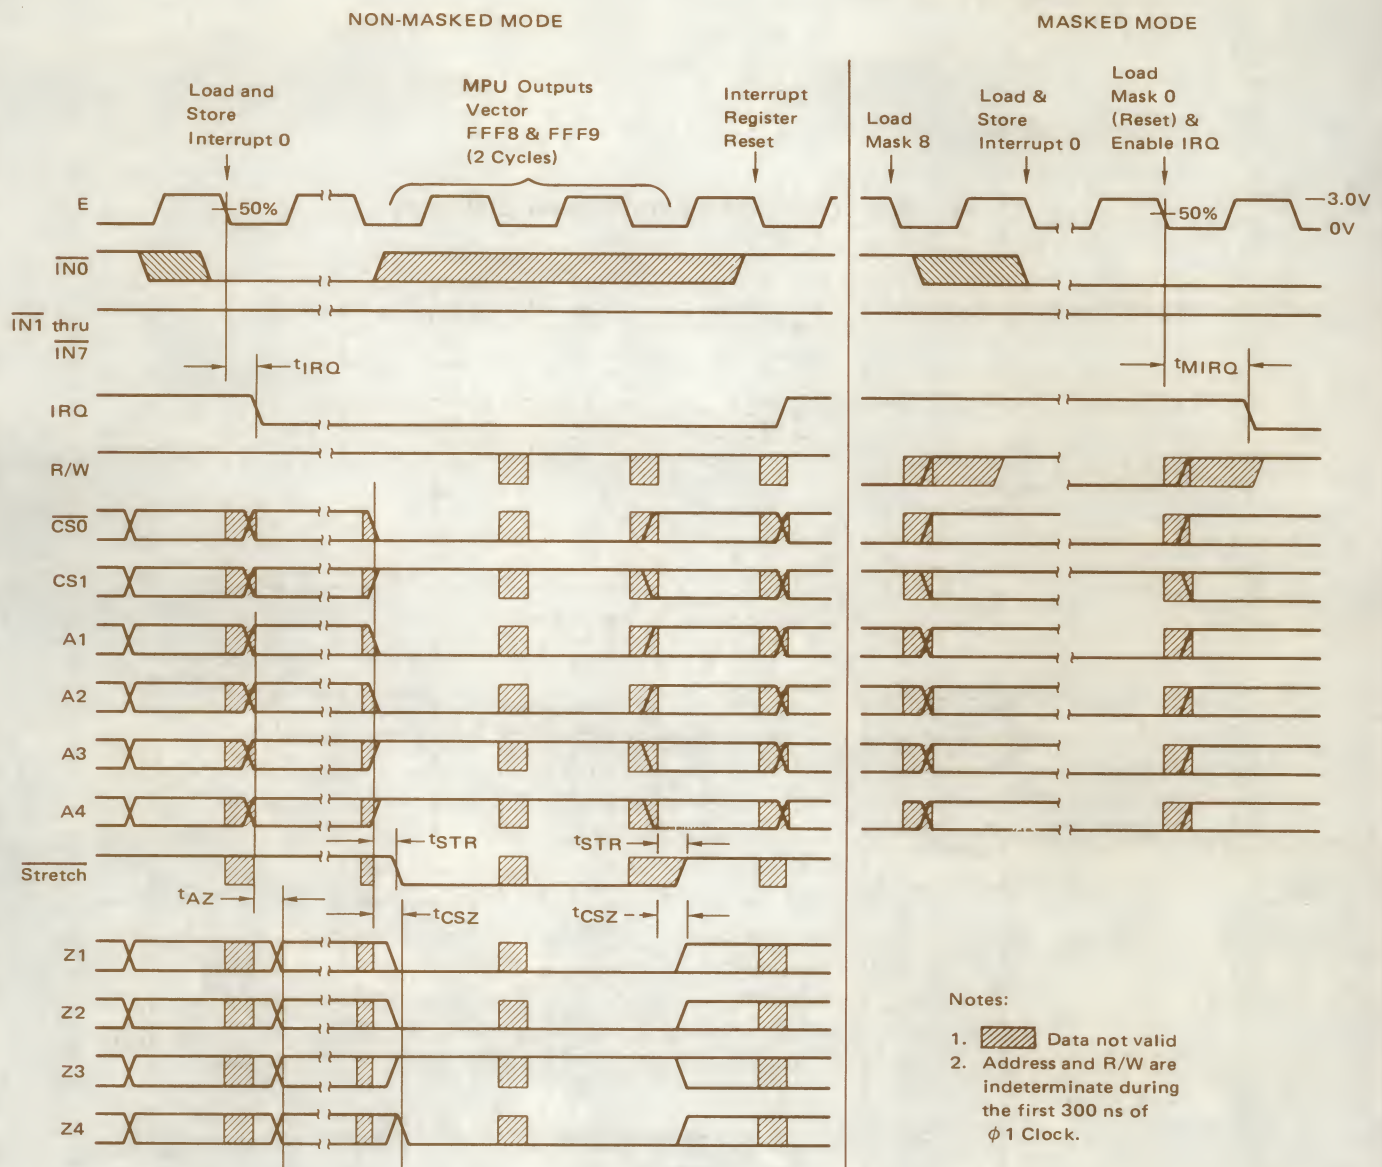 NON-MASKED MODE
MASKED MODE
Load and
Store
Interrupt 0
MPU Outputs
Vector
FFF8 & FFF9
(2 Cycles)
Interrupt
Register
Reset
Load
Mask 8
Load &
Store
Interrupt 0
Load
Mask 0
(Reset) &
Enable IRQ
E
50%
50%
3.0V
0V
IN0
IN1 thru
IN7
tIRQ
tMIRQ
IRQ
R/W
CS0
CS1
A1
A2
A3
A4
tSTR
tSTR
Stretch
tAZ
tCSZ
tCSZ
Z1
Z2
Z3
Z4
Notes:
1. Data not valid
2. Address and R/W are
indeterminate during
the first 300 ns of
ϕ1 Clock.